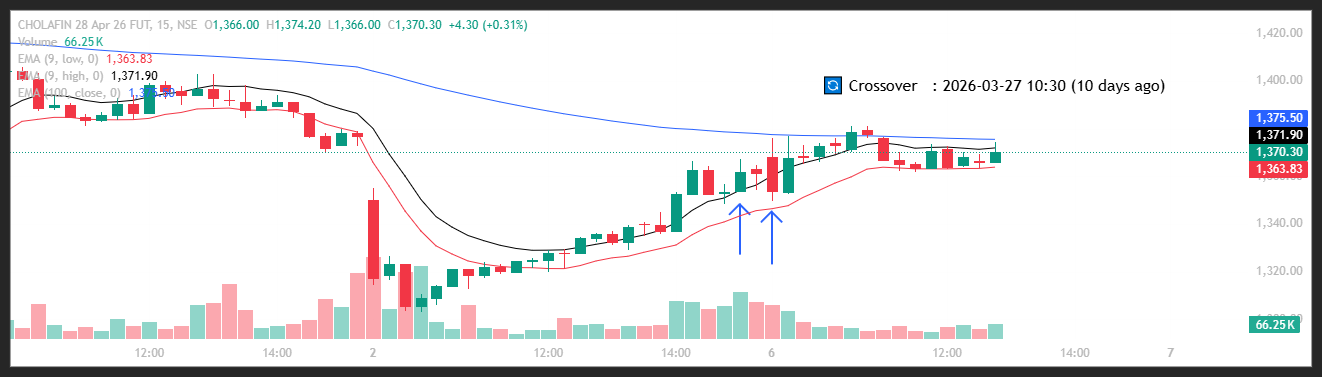 CHOLAFIN 28 Apr 26 FUT, 15, NSE O1,366.00 H1,374.20 L1,366.00 C1,370.30 +4.30 (+0.31%)
Volume 66.25K
EMA (9, low, 0) 1,363.83
EMA (9, high, 0) 1,371.90
EMA (100, close, 0) 1,375.50
Crossover : 2026-03-27 10:30 (10 days ago)
1,420.00
1,400.00
1,375.50
1,371.90
1,370.30
1,363.83
1,340.00
1,320.00
66.25K
12:00 14:00 2 12:00 14:00 6 12:00 14:00 7